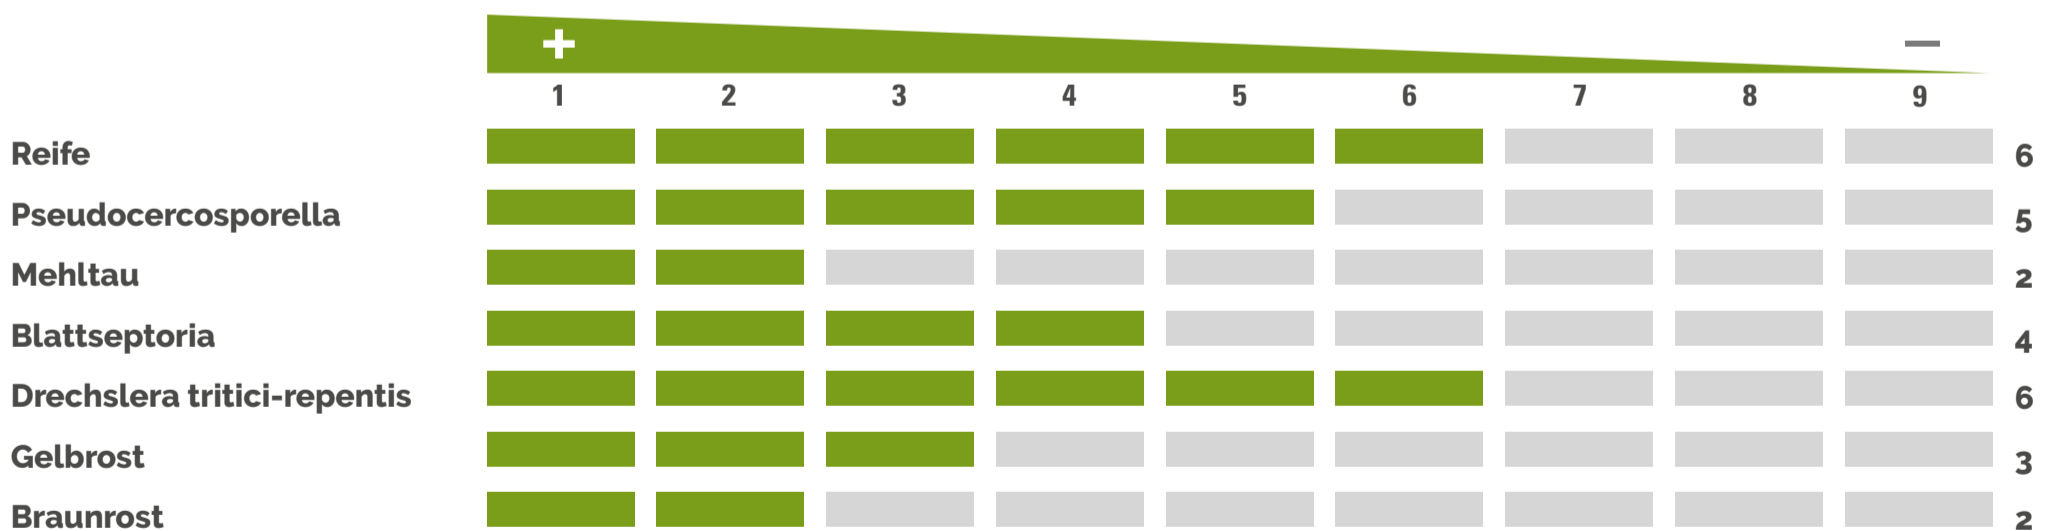 + −
1 2 3 4 5 6 7 8 9
Reife 6
Pseudocercosporella 5
Mehltau 2
Blattseptoria 4
Drechslera tritici-repentis 6
Gelbrost 3
Braunrost 2